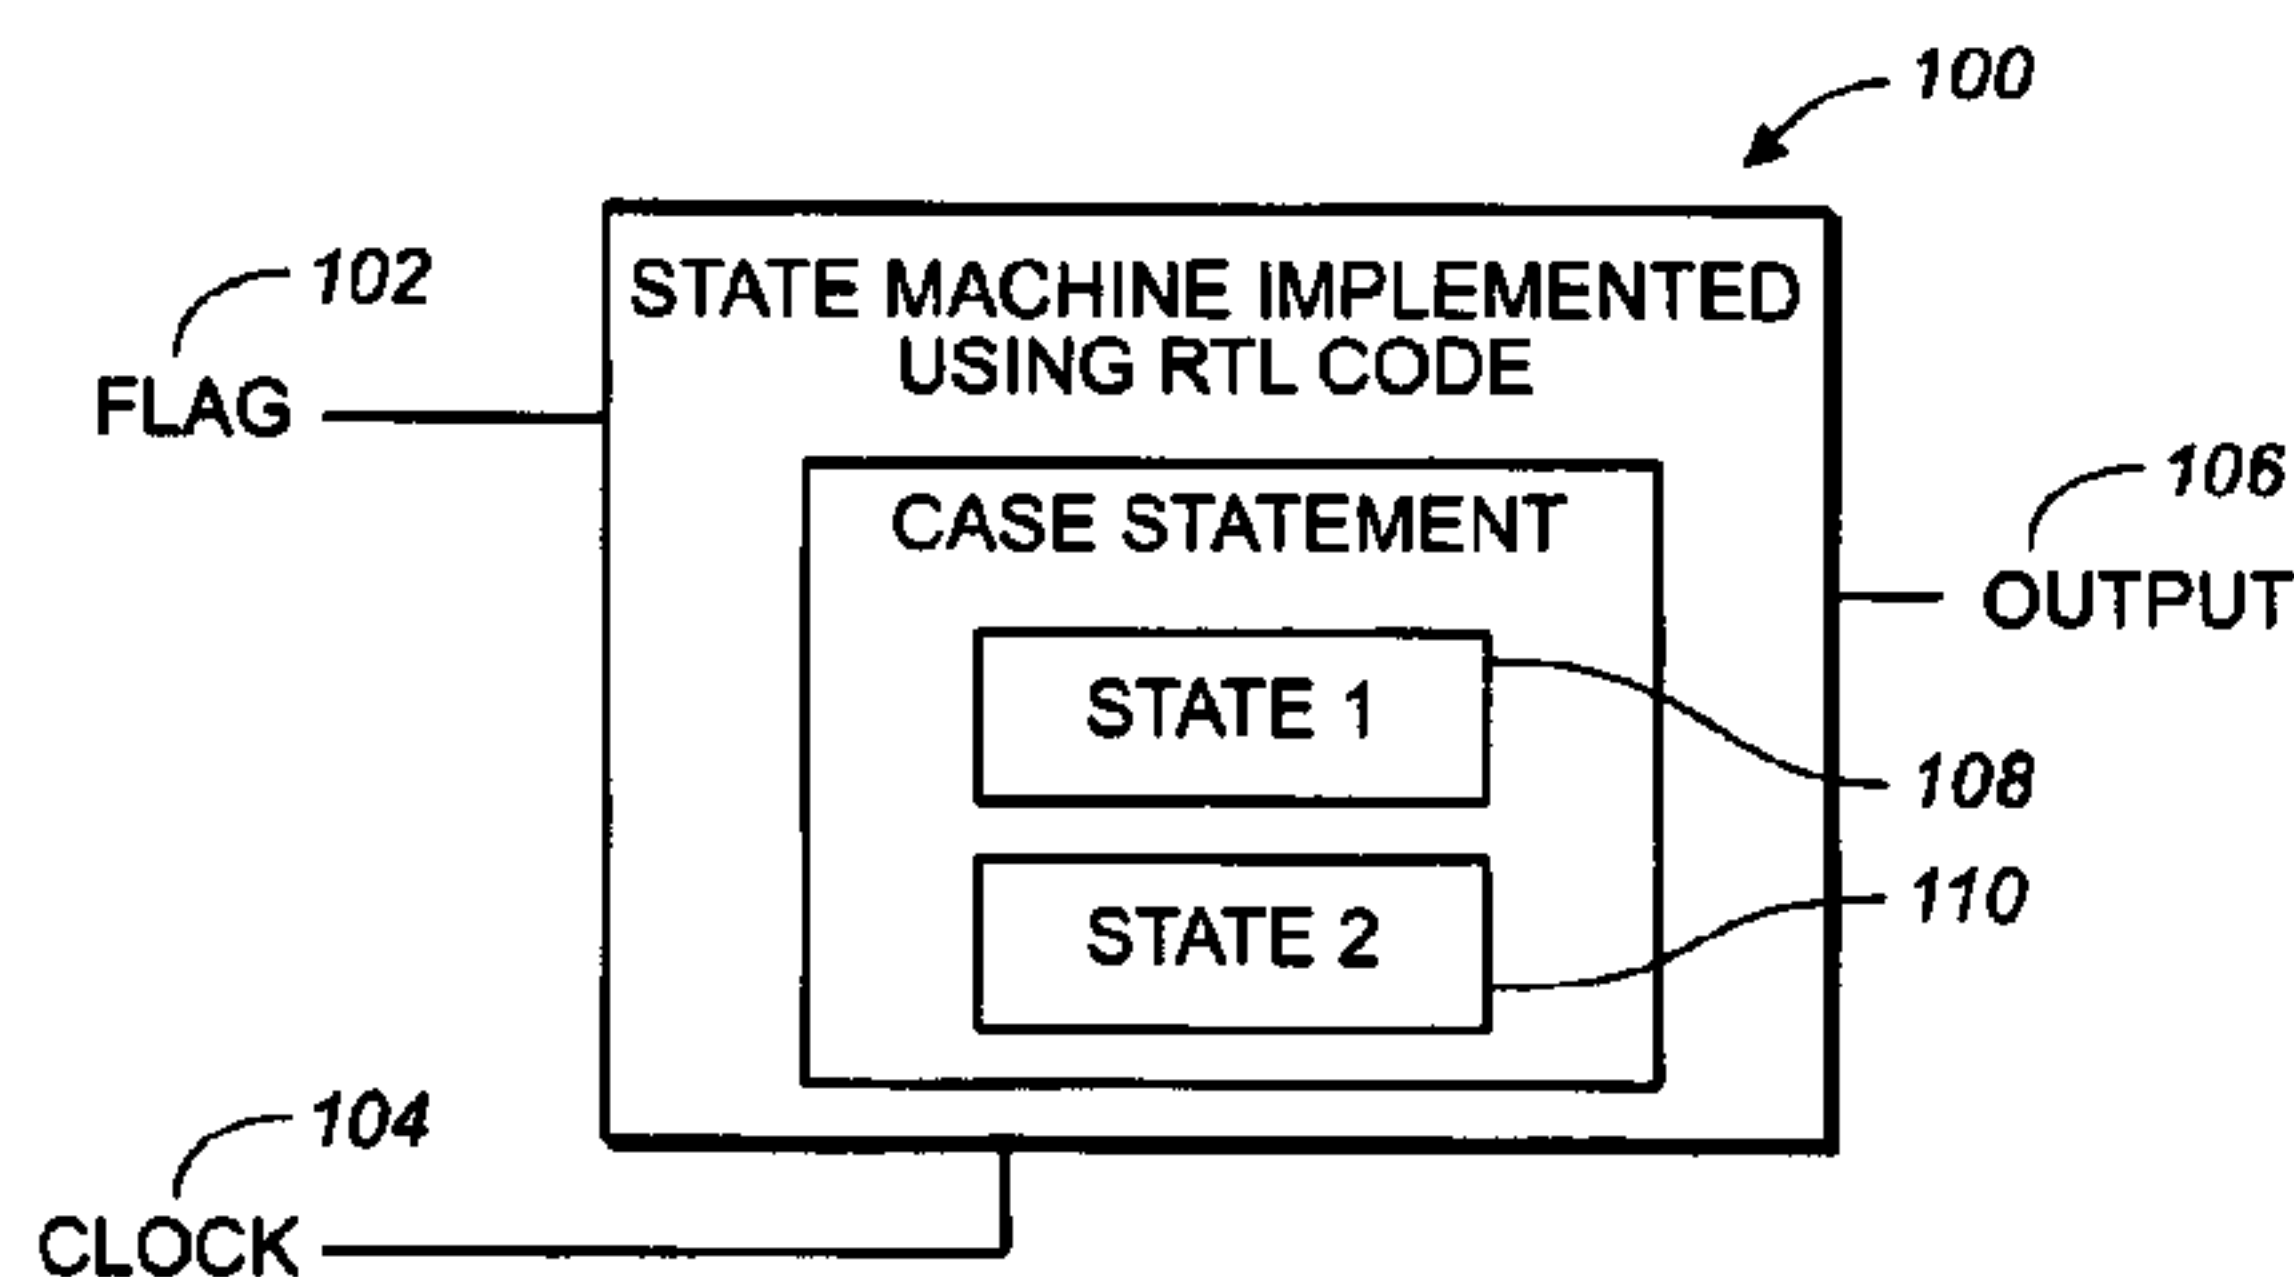 100
102
STATE MACHINE IMPLEMENTED
USING RTL CODE
FLAG
106
CASE STATEMENT
OUTPUT
STATE 1
108
110
STATE 2
104
CLOCK